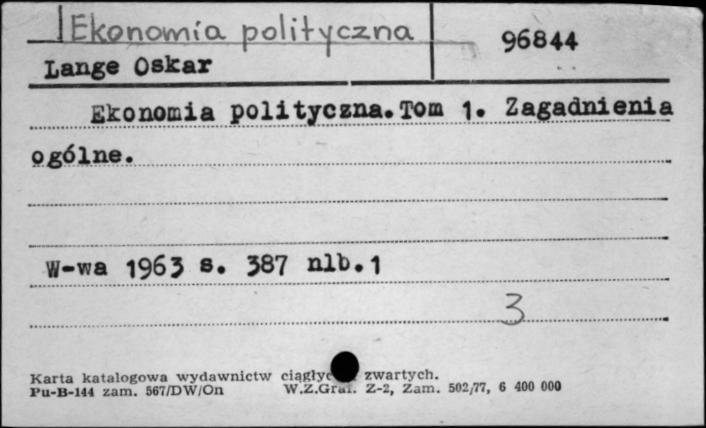 Ekonomia polityczna
96844
Lange Oskar
Ekonomia polityczna. Tom 1. Zagadnienia
ogólne.
W-wa 1963 s. 387 nlb. 1
3
Karta katalogowa wydawnictw zwartych.
Pu-B-144 zam. 567/DW/On W.Z.Graf. Z-2, Zam. 502/77, 6 400 000